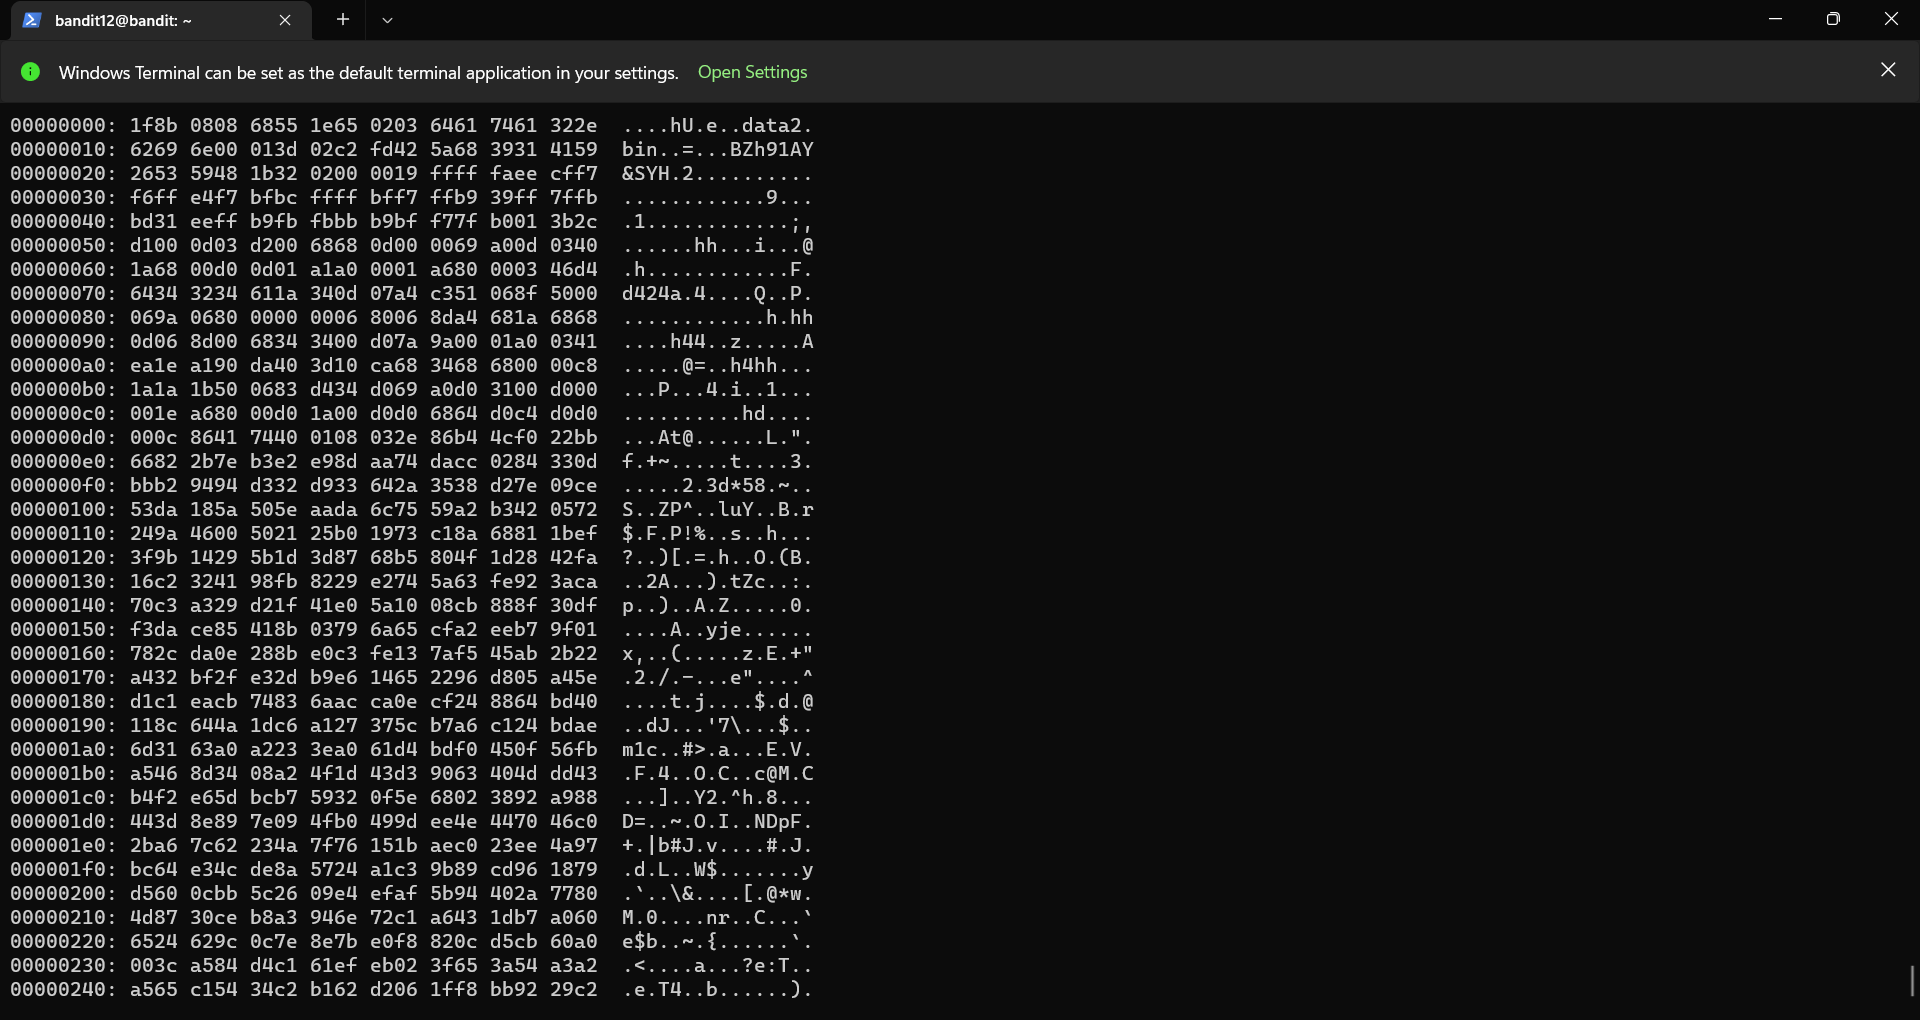 bandit12@bandit: ~
Windows Terminal can be set as the default terminal application in your settings. Open Settings
00000000: 1f8b 0808 6855 1e65 0203 6461 7461 322e  ....hU.e..data2.
00000010: 6269 6e00 013d 02c2 fd42 5a68 3931 4159  bin..=...BZh91AY
00000020: 2653 5948 1b32 0200 0019 ffff faee cff7  &SYH.2..........
00000030: f6ff e4f7 bfbc ffff bff7 ffb9 39ff 7ffb  ............9...
00000040: bd31 eeff b9fb fbbb b9bf f77f b001 3b2c  .1............;,
00000050: d100 0d03 d200 6868 0d00 0069 a00d 0340  ......hh...i...@
00000060: 1a68 00d0 0d01 a1a0 0001 a680 0003 46d4  .h............F.
00000070: 6434 3234 611a 340d 07a4 c351 068f 5000  d424a.4....Q..P.
00000080: 069a 0680 0000 0006 8006 8da4 681a 6868  ............h.hh
00000090: 0d06 8d00 6834 3400 d07a 9a00 01a0 0341  ....h44..z.....A
000000a0: ea1e a190 da40 3d10 ca68 3468 6800 00c8  .....@=..h4hh...
000000b0: 1a1a 1b50 0683 d434 d069 a0d0 3100 d000  ...P...4.i..1...
000000c0: 001e a680 00d0 1a00 d0d0 6864 d0c4 d0d0  ..........hd....
000000d0: 000c 8641 7440 0108 032e 86b4 4cf0 22bb  ...At@......L.".
000000e0: 6682 2b7e b3e2 e98d aa74 dacc 0284 330d  f.+~.....t....3.
000000f0: bbb2 9494 d332 d933 642a 3538 d27e 09ce  .....2.3d*58.~..
00000100: 53da 185a 505e aada 6c75 59a2 b342 0572  S..ZP^..luY..B.r
00000110: 249a 4600 5021 25b0 1973 c18a 6881 1bef  $.F.P!%..s..h...
00000120: 3f9b 1429 5b1d 3d87 68b5 804f 1d28 42fa  ?..)[.=.h..O.(B.
00000130: 16c2 3241 98fb 8229 e274 5a63 fe92 3aca  ..2A...).tZc..:.
00000140: 70c3 a329 d21f 41e0 5a10 08cb 888f 30df  p..)..A.Z.....0.
00000150: f3da ce85 418b 0379 6a65 cfa2 eeb7 9f01  ....A..yje......
00000160: 782c da0e 288b e0c3 fe13 7af5 45ab 2b22  x,..(.....z.E.+"
00000170: a432 bf2f e32d b9e6 1465 2296 d805 a45e  .2./.-...e"....^
00000180: d1c1 eacb 7483 6aac ca0e cf24 8864 bd40  ....t.j....$.d.@
00000190: 118c 644a 1dc6 a127 375c b7a6 c124 bdae  ..dJ...'7\...$..
000001a0: 6d31 63a0 a223 3ea0 61d4 bdf0 450f 56fb  m1c..#>.a...E.V.
000001b0: a546 8d34 08a2 4f1d 43d3 9063 404d dd43  .F.4..O.C..c@M.C
000001c0: b4f2 e65d bcb7 5932 0f5e 6802 3892 a988  ...]..Y2.^h.8...
000001d0: 443d 8e89 7e09 4fb0 499d ee4e 4470 46c0  D=..~.O.I..NDpF.
000001e0: 2ba6 7c62 234a 7f76 151b aec0 23ee 4a97  +.|b#J.v....#.J.
000001f0: bc64 e34c de8a 5724 a1c3 9b89 cd96 1879  .d.L..W$.......y
00000200: d560 0cbb 5c26 09e4 efaf 5b94 402a 7780  .`..\&....[.@*w.
00000210: 4d87 30ce b8a3 946e 72c1 a643 1db7 a060  M.0....nr..C...`
00000220: 6524 629c 0c7e 8e7b e0f8 820c d5cb 60a0  e$b..~.{......`.
00000230: 003c a584 d4c1 61ef eb02 3f65 3a54 a3a2  .<....a...?e:T..
00000240: a565 c154 34c2 b162 d206 1ff8 bb92 29c2  .e.T4..b......).